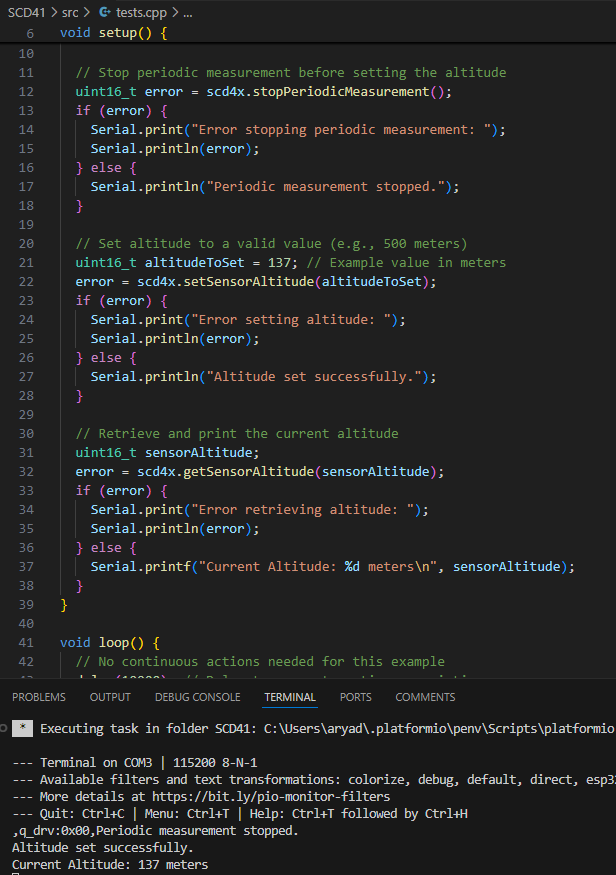 SCD41 > src > tests.cpp > ...
6 void setup() {
10
11 // Stop periodic measurement before setting the altitude
12 uint16_t error = scd4x.stopPeriodicMeasurement();
13 if (error) {
14 Serial.print("Error stopping periodic measurement: ");
15 Serial.println(error);
16 } else {
17 Serial.println("Periodic measurement stopped.");
18 }
19
20 // Set altitude to a valid value (e.g., 500 meters)
21 uint16_t altitudeToSet = 137; // Example value in meters
22 error = scd4x.setSensorAltitude(altitudeToSet);
23 if (error) {
24 Serial.print("Error setting altitude: ");
25 Serial.println(error);
26 } else {
27 Serial.println("Altitude set successfully.");
28 }
29
30 // Retrieve and print the current altitude
31 uint16_t sensorAltitude;
32 error = scd4x.getSensorAltitude(sensorAltitude);
33 if (error) {
34 Serial.print("Error retrieving altitude: ");
35 Serial.println(error);
36 } else {
37 Serial.printf("Current Altitude: %d meters\n", sensorAltitude);
38 }
39 }
40
41 void loop() {
42 // No continuous actions needed for this example
PROBLEMS OUTPUT DEBUG CONSOLE TERMINAL PORTS COMMENTS
* Executing task in folder SCD41: C:\Users\aryad\.platformio\penv\Scripts\platformio
--- Terminal on COM3 | 115200 8-N-1
--- Available filters and text transformations: colorize, debug, default, direct, esp3
--- More details at https://bit.ly/pio-monitor-filters
--- Quit: Ctrl+C | Menu: Ctrl+T | Help: Ctrl+T followed by Ctrl+H
,q_drv:0x00,Periodic measurement stopped.
Altitude set successfully.
Current Altitude: 137 meters